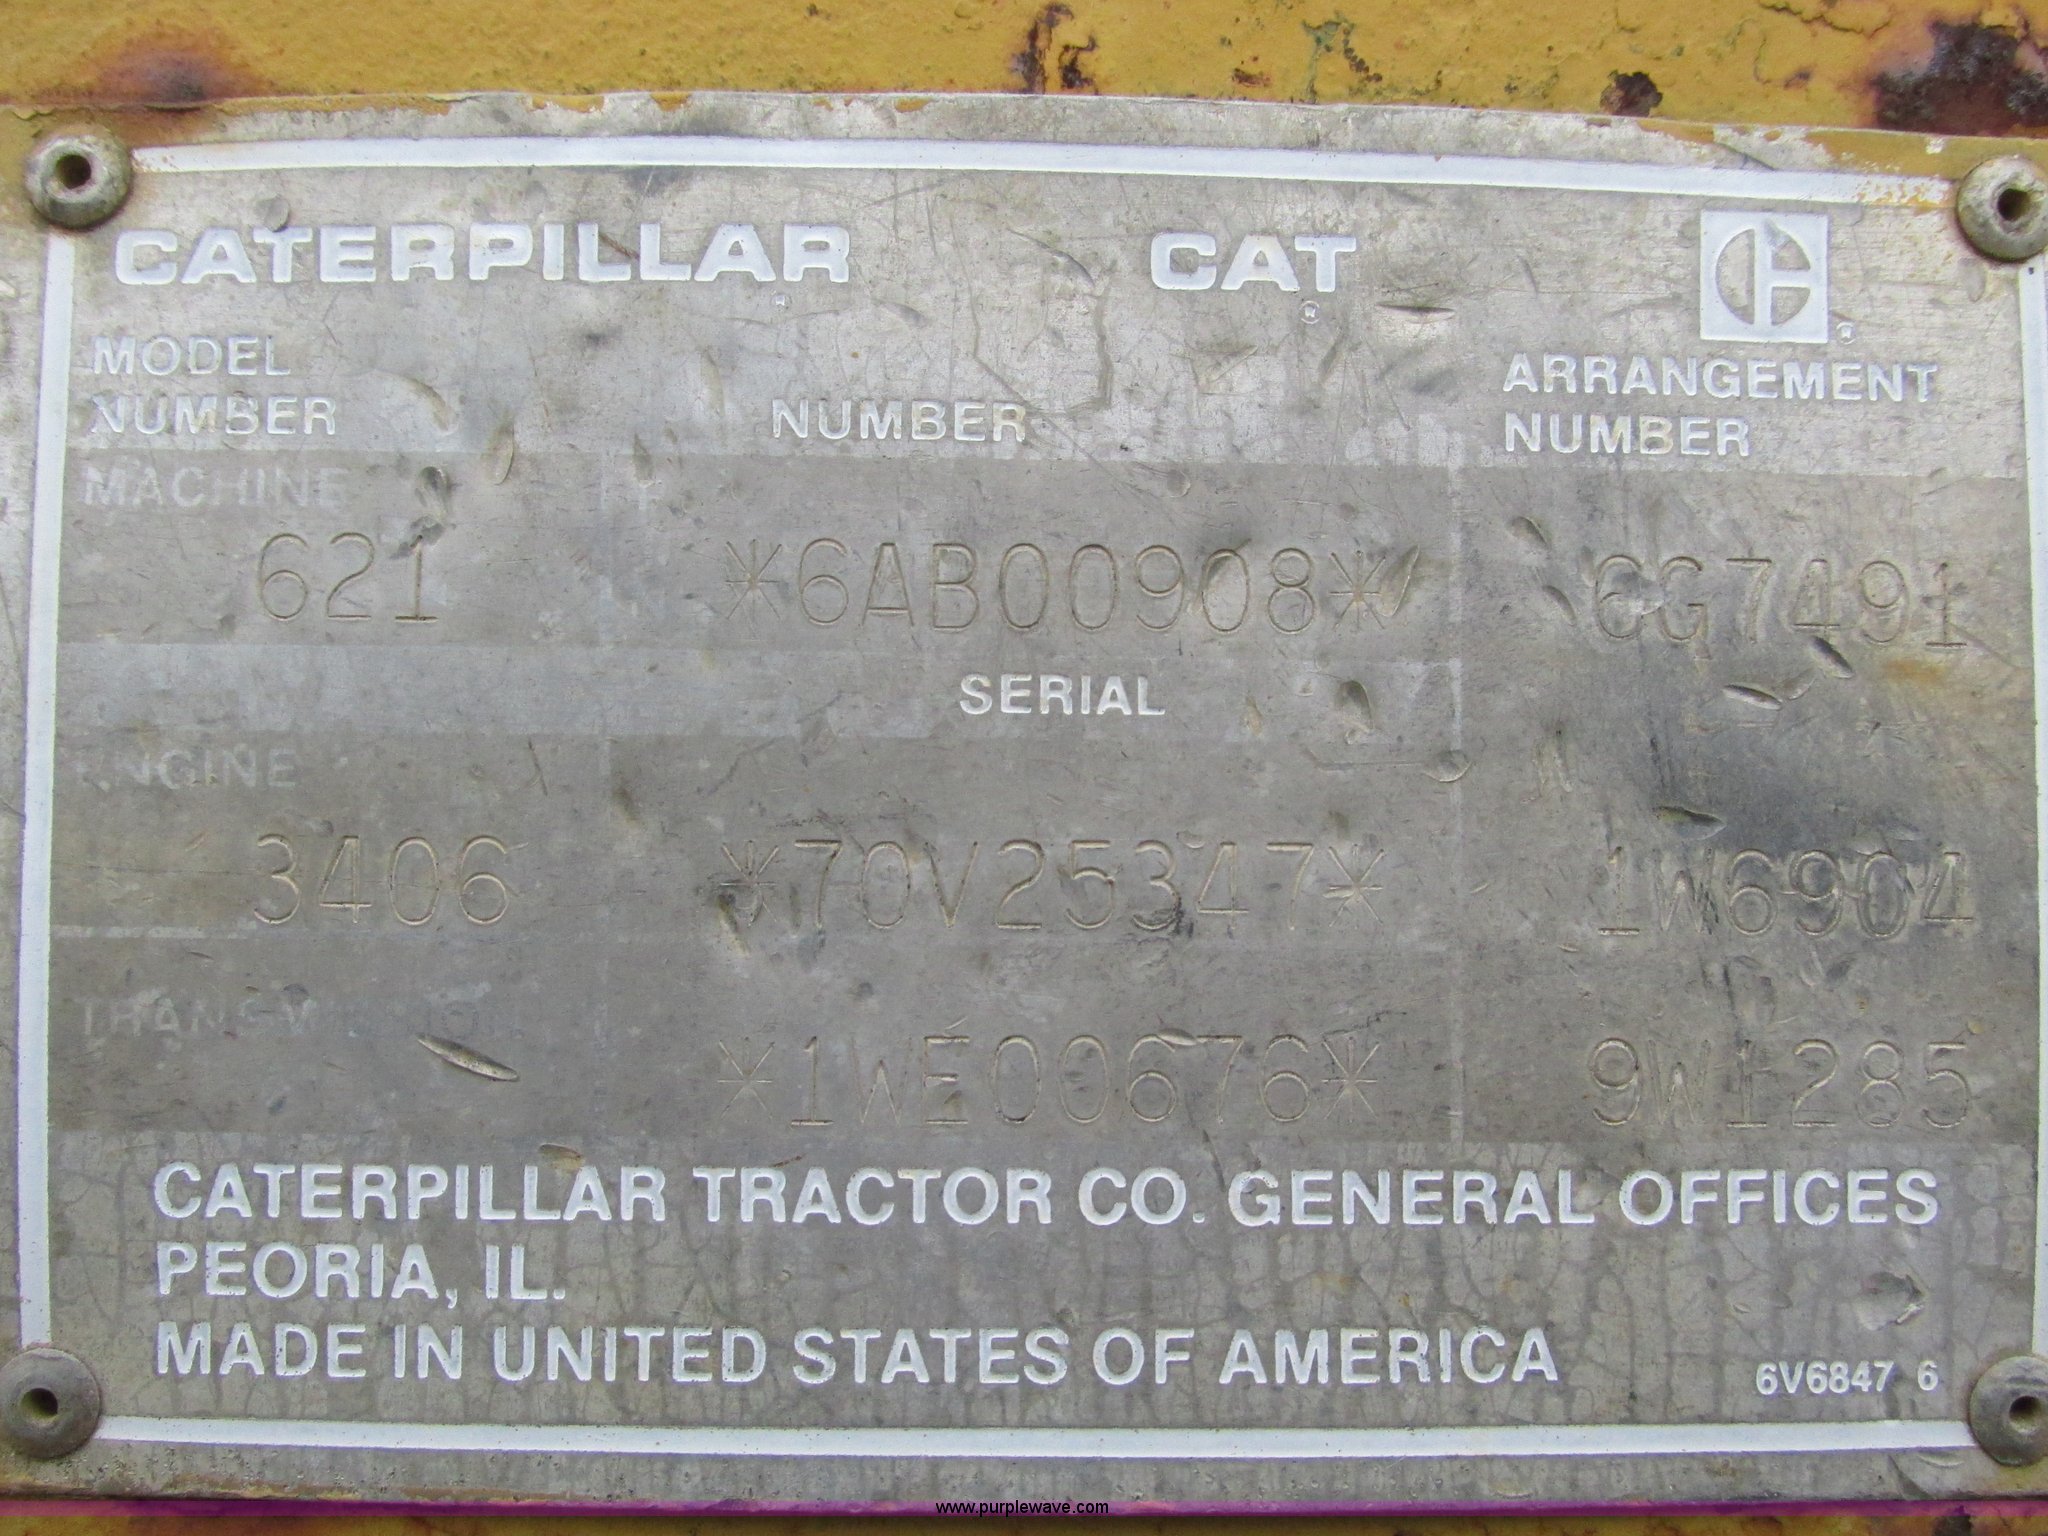 CATERPILLAR CAT
MODEL
NUMBER NUMBER ARRANGEMENT
NUMBER
MACHINE
621 *6AB00908* 6G7491
SERIAL
ENGINE
3406 *70V25347* 1W6904
*1WE00676* 9W1285
CATERPILLAR TRACTOR CO. GENERAL OFFICES
PEORIA, IL.
MADE IN UNITED STATES OF AMERICA
6V6847 6
www.purplewave.com